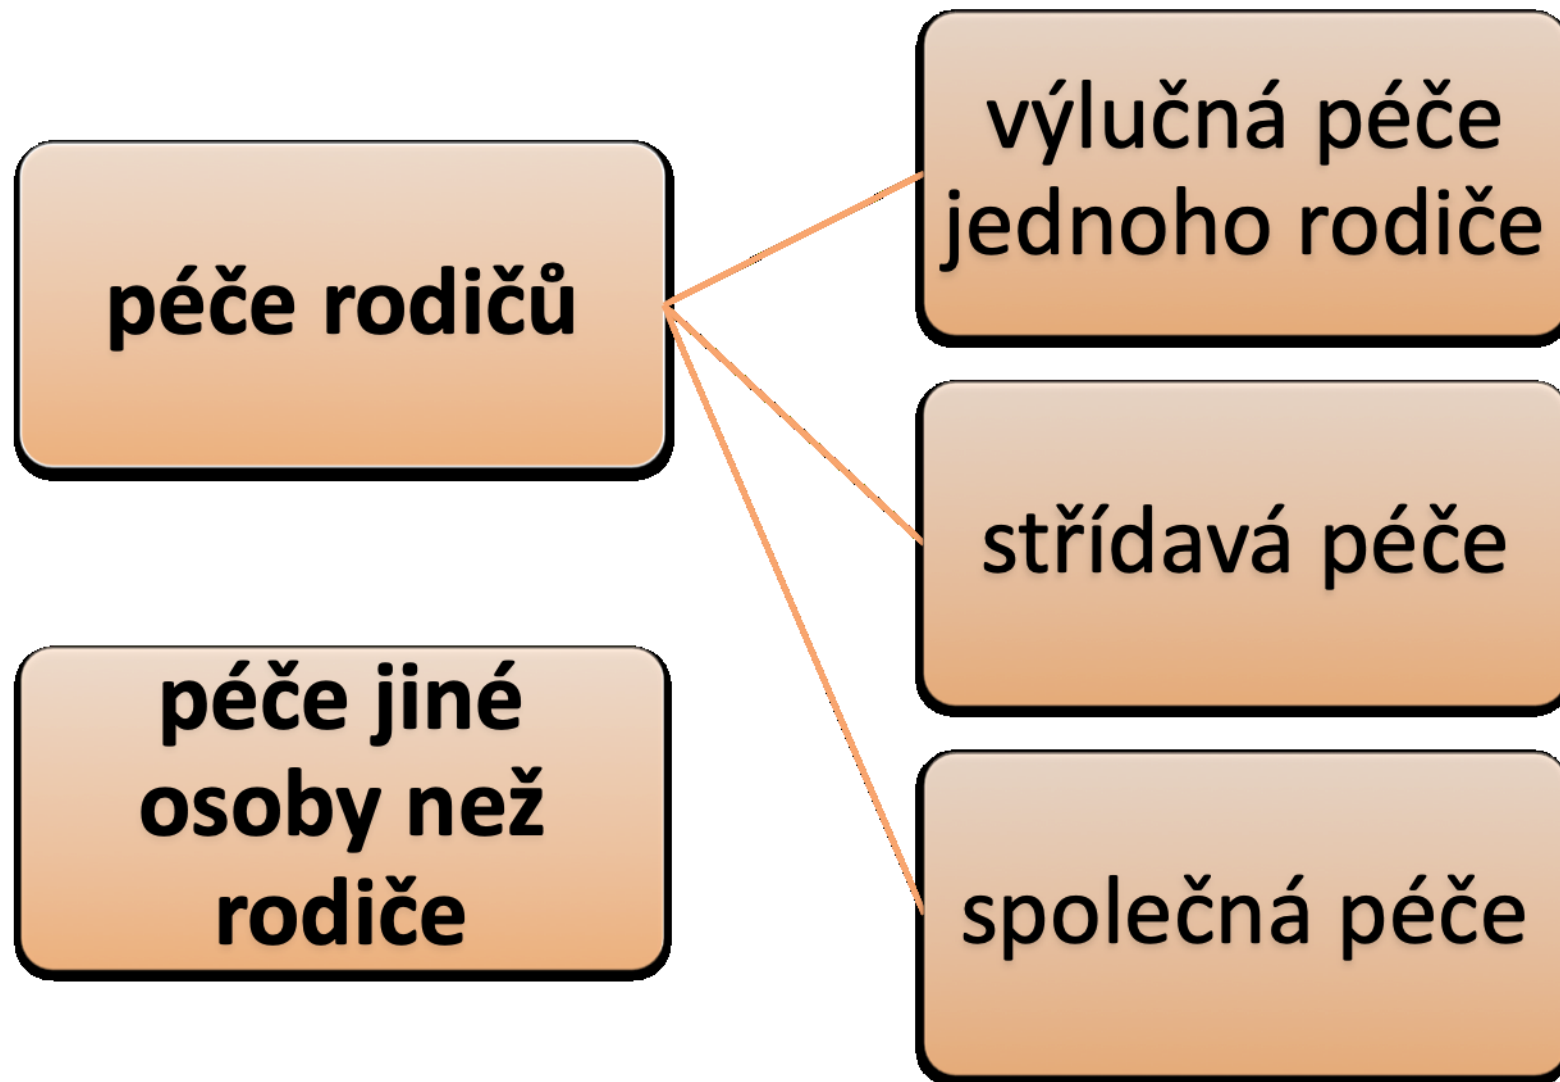 péče rodičů
výlučná péče
jednoho rodiče
střídavá péče
společná péče
péče jiné
osoby než
rodiče